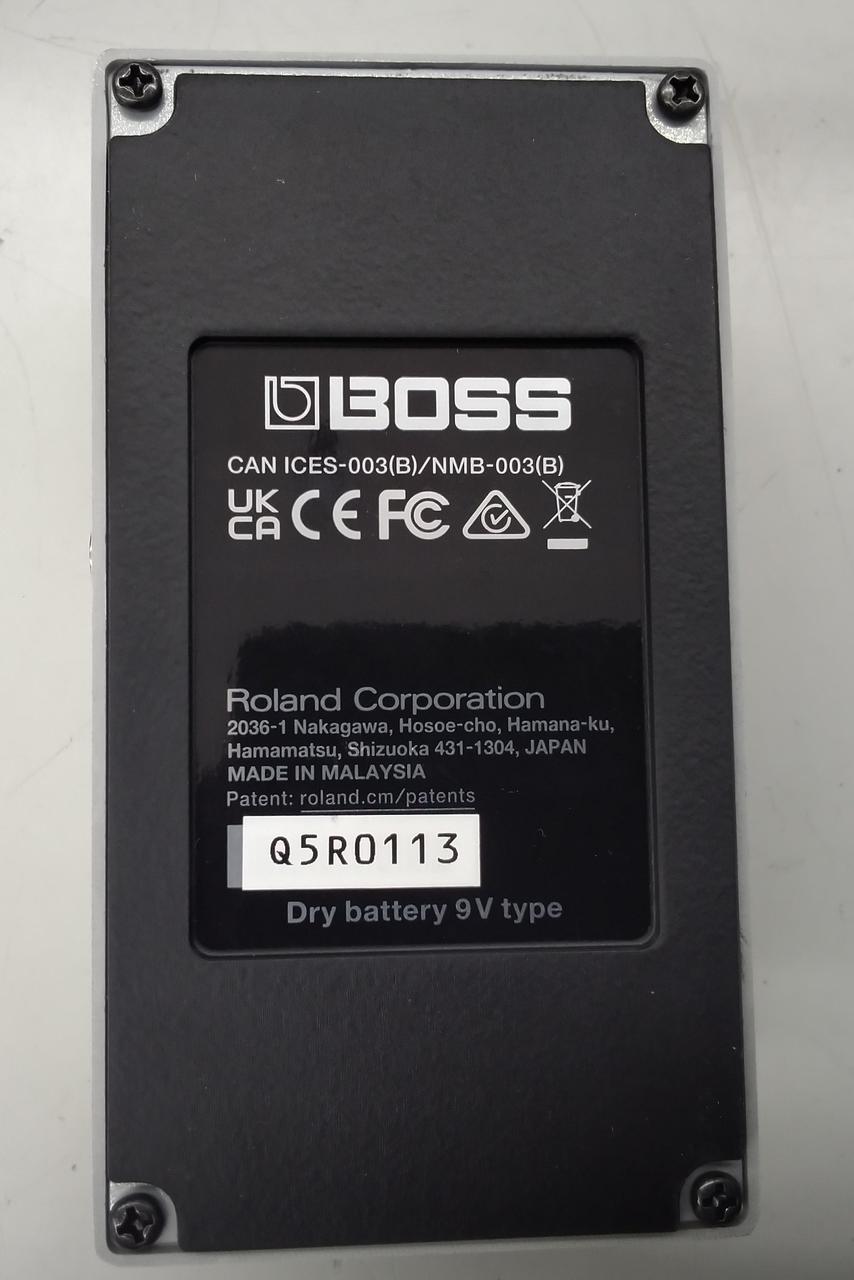 BOSS
CAN ICES-003(B)/NMB-003(B)
UK CA CE FC
Roland Corporation
2036-1 Nakagawa, Hosoe-cho, Hamana-ku,
Hamamatsu, Shizuoka 431-1304, JAPAN
MADE IN MALAYSIA
Patent: roland.cm/patents
Q5R0113
Dry battery 9V type